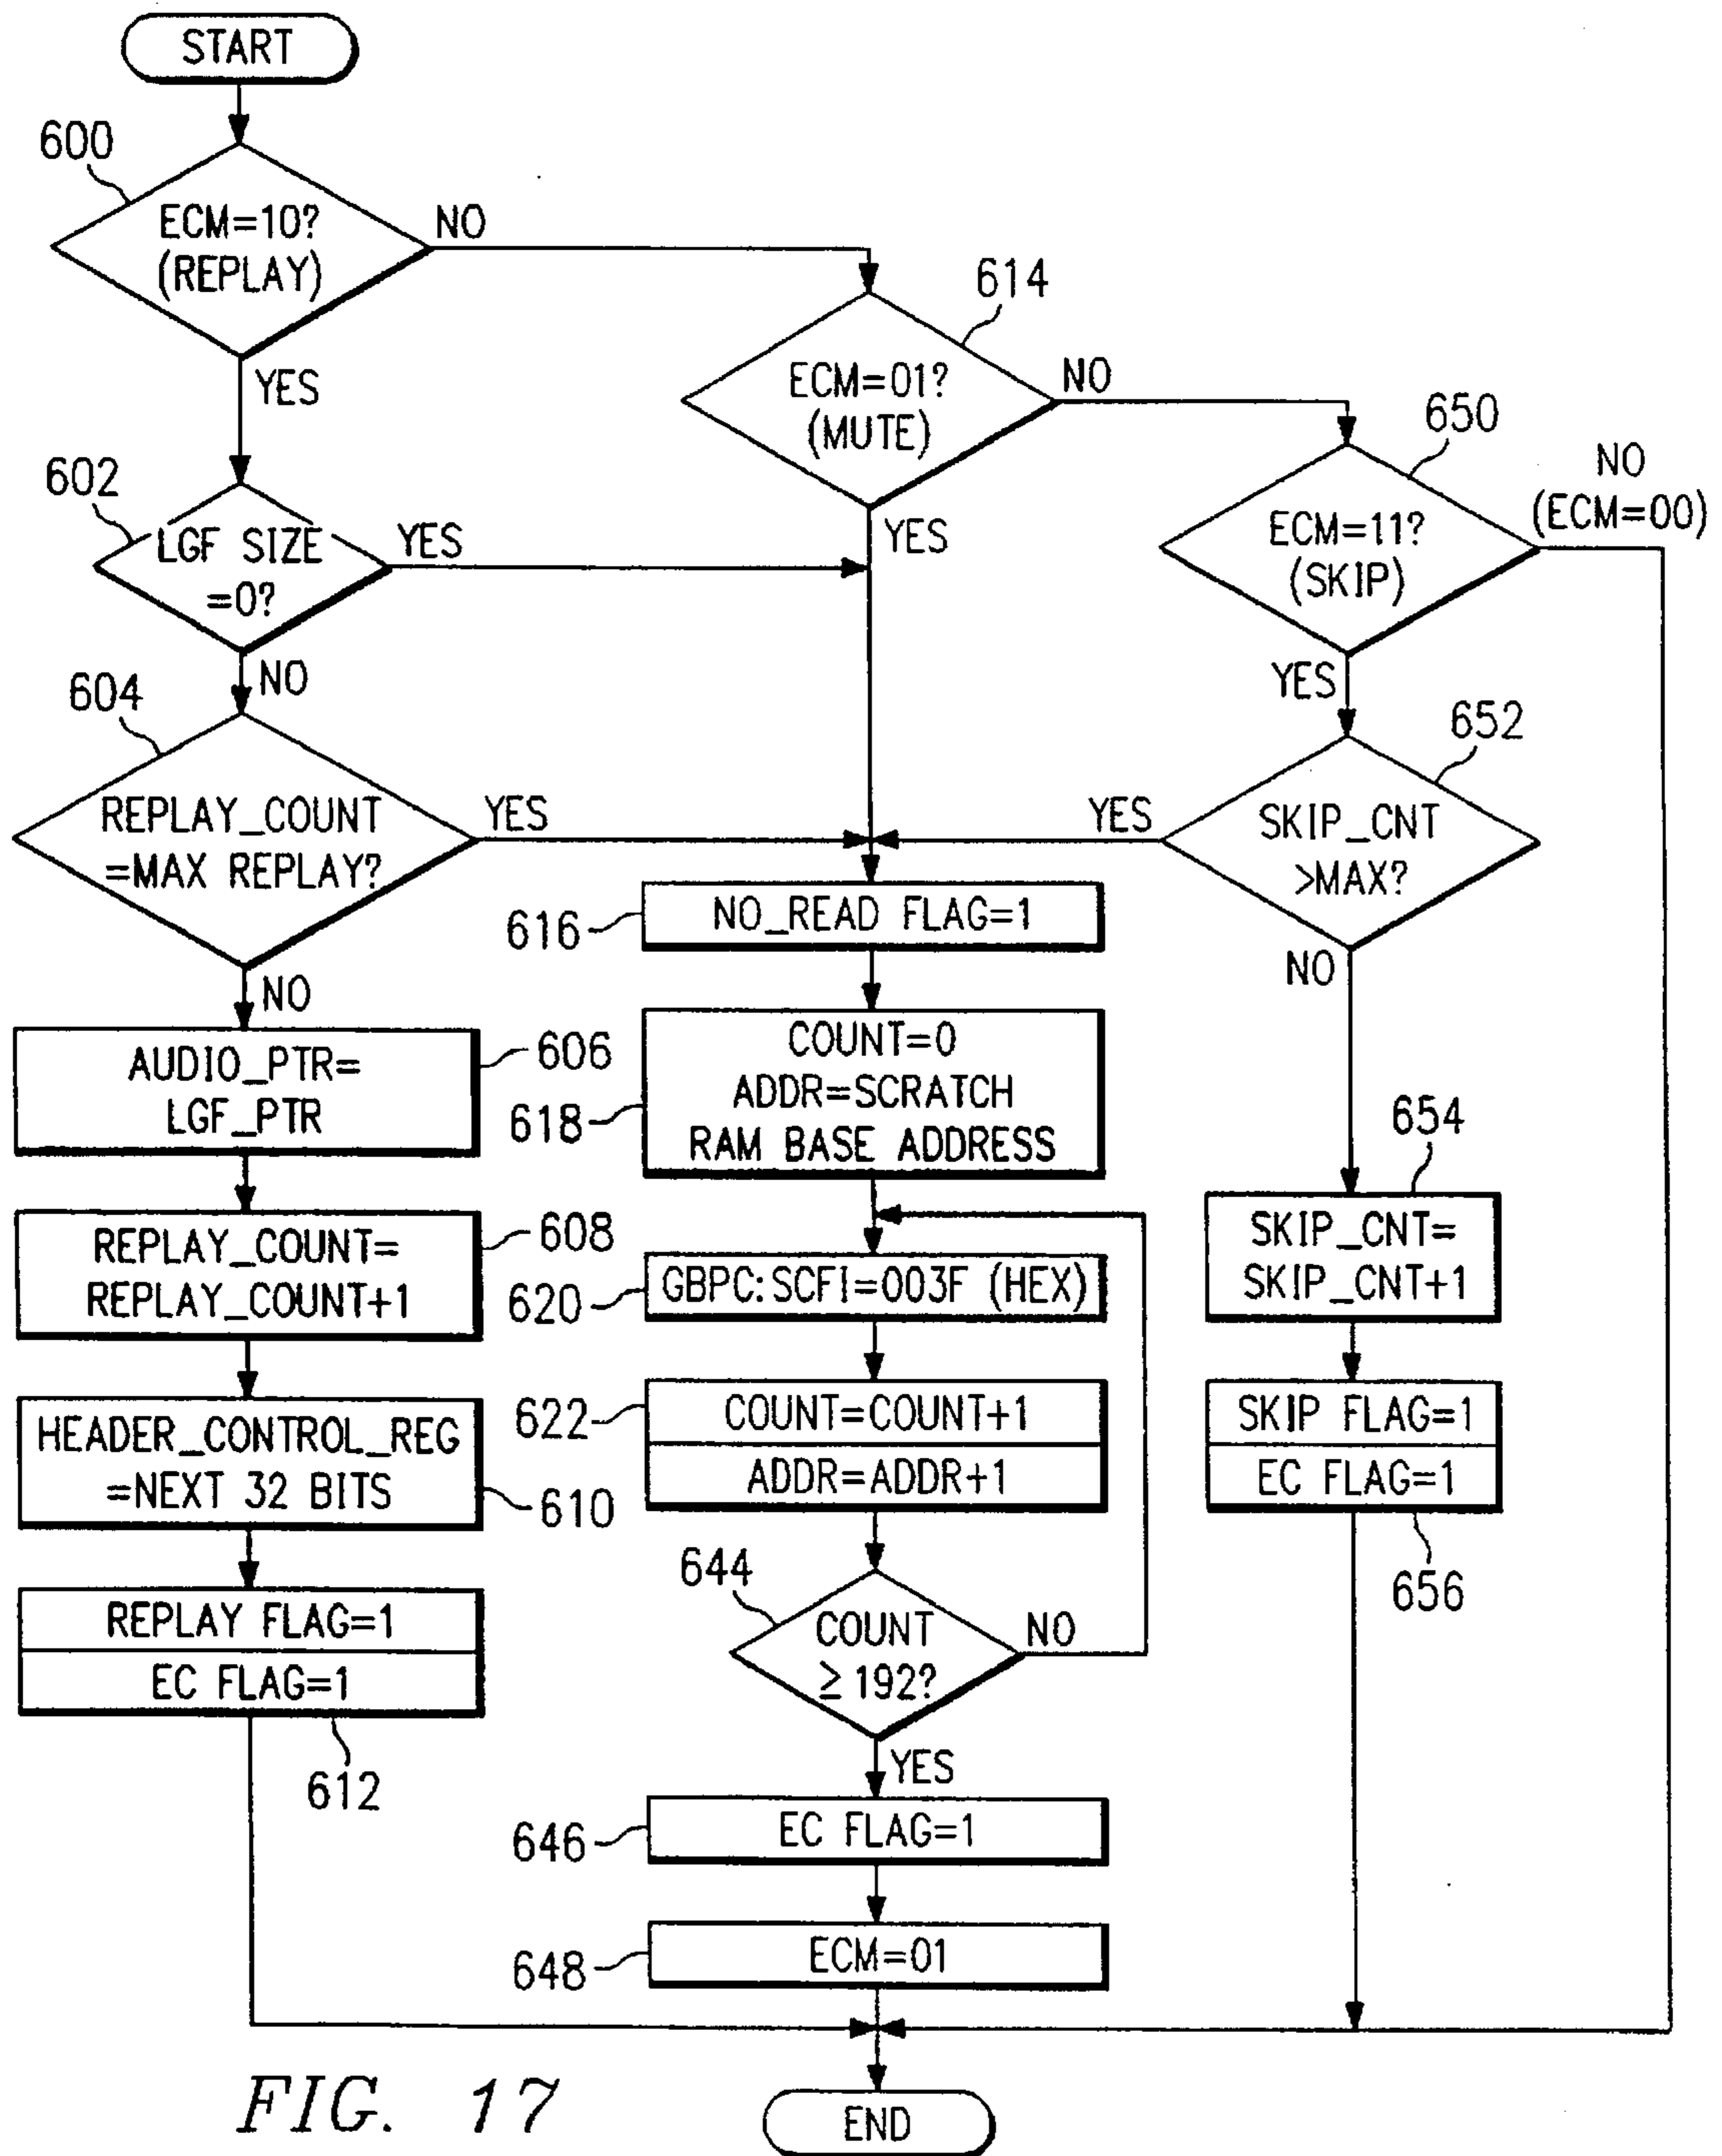 START
600
ECM=10?
(REPLAY)
NO
YES
614
ECM=01?
(MUTE)
NO
YES
650
ECM=11?
(SKIP)
NO
(ECM=00)
YES
602
LGF SIZE
=0?
YES
NO
604
REPLAY_COUNT
=MAX REPLAY?
YES
NO
652
SKIP_CNT
>MAX?
YES
NO
616
NO_READ FLAG=1
606
AUDIO_PTR=
LGF_PTR
618
COUNT=0
ADDR=SCRATCH
RAM BASE ADDRESS
654
SKIP_CNT=
SKIP_CNT+1
608
REPLAY_COUNT=
REPLAY_COUNT+1
620
GBPC:SCFI=003F (HEX)
622
COUNT=COUNT+1
ADDR=ADDR+1
SKIP FLAG=1
EC FLAG=1
656
HEADER_CONTROL_REG
=NEXT 32 BITS
610
644
COUNT
≥192?
NO
YES
REPLAY FLAG=1
EC FLAG=1
612
646
EC FLAG=1
648
ECM=01
FIG. 17
END